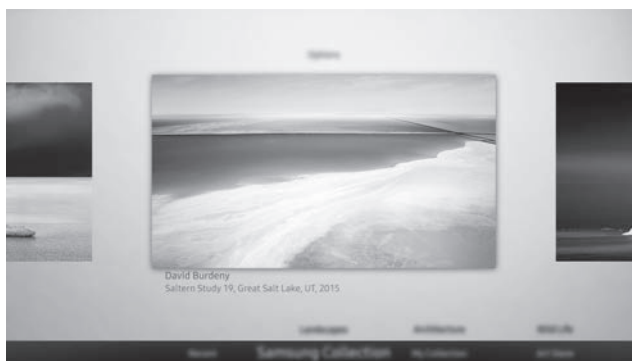 Options
David Burdeny
Saltern Study 19, Great Salt Lake, UT, 2015
Landscapes Architecture Wild Life
Samsung Collection My Collection